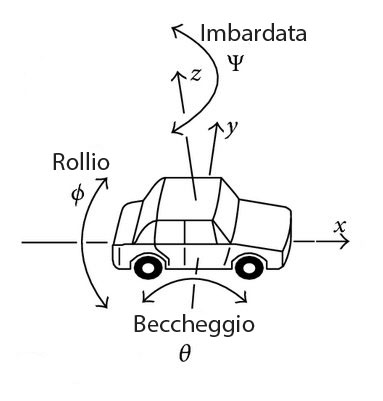 Imbardata
Ψ
z
y
Rollio
ϕ
x
Beccheggio
θ